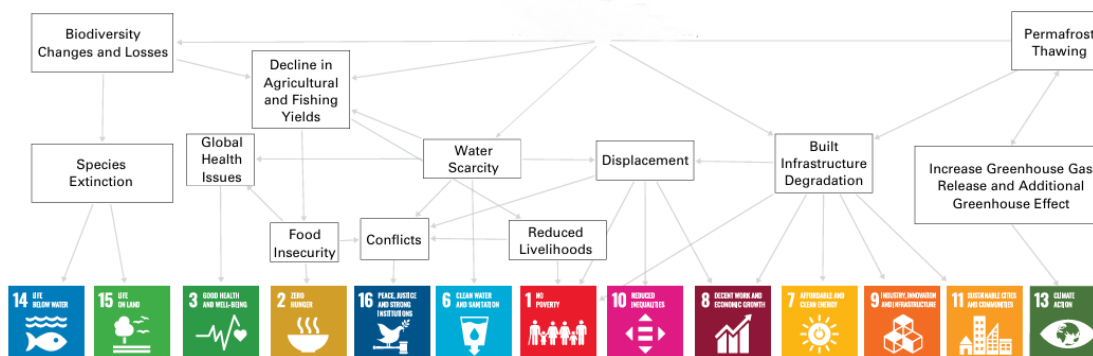 Biodiversity
Changes and Losses
Permafrost
Thawing
Decline in
Agricultural
and Fishing
Yields
Global
Health
Issues
Water
Scarcity
Displacement
Built
Infrastructure
Degradation
Species
Extinction
Increase Greenhouse Gas
Release and Additional
Greenhouse Effect
Food
Insecurity
Conflicts
Reduced
Livelihoods
14 LIFE
BELOW WATER
15 LIFE
ON LAND
3 GOOD HEALTH
AND WELL-BEING
2 ZERO
HUNGER
16 PEACE, JUSTICE
AND STRONG
INSTITUTIONS
6 CLEAN WATER
AND SANITATION
1 NO
POVERTY
10 REDUCED
INEQUALITIES
8 DECENT WORK AND
ECONOMIC GROWTH
7 AFFORDABLE AND
CLEAN ENERGY
9 INDUSTRY, INNOVATION
AND INFRASTRUCTURE
11 SUSTAINABLE CITIES
AND COMMUNITIES
13 CLIMATE
ACTION